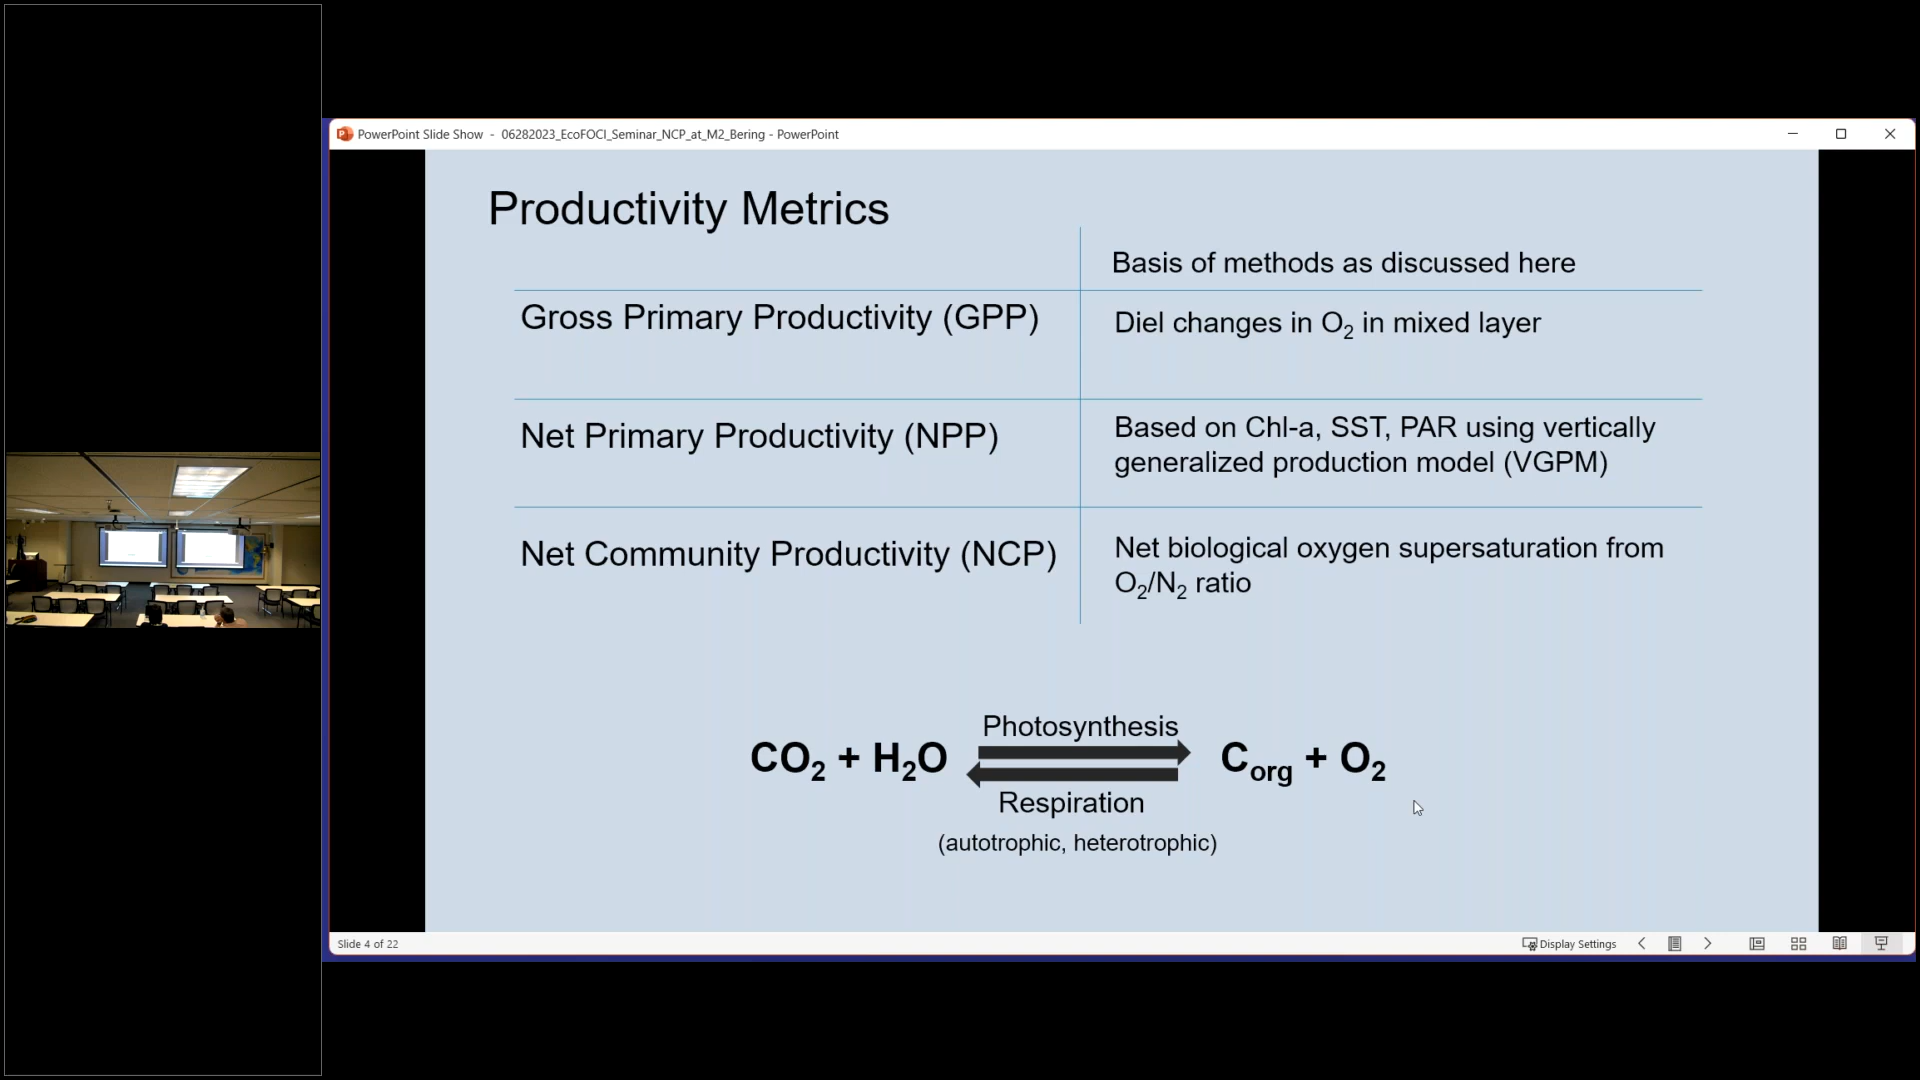 PowerPoint Slide Show - 06282023_EcoFOCI_Seminar_NCP_at_M2_Bering - PowerPoint
Productivity Metrics
Basis of methods as discussed here
Gross Primary Productivity (GPP)
Diel changes in O₂ in mixed layer
Net Primary Productivity (NPP)
Based on Chl-a, SST, PAR using vertically
generalized production model (VGPM)
Net Community Productivity (NCP)
Net biological oxygen supersaturation from
O₂/N₂ ratio
Photosynthesis
CO₂ + H₂O
C_org + O₂
Respiration
(autotrophic, heterotrophic)
Slide 4 of 22
Display Settings